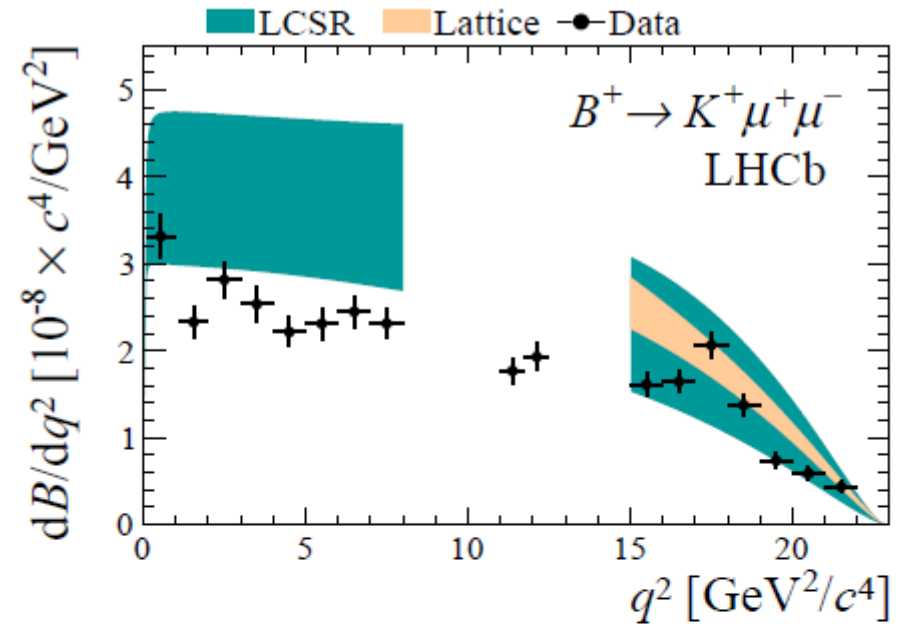 LCSR Lattice Data
dB/dq² [10⁻⁸ × c⁴/GeV²]
5
4
3
2
1
0
B⁺ → K⁺μ⁺μ⁻
LHCb
0 5 10 15 20
q² [GeV²/c⁴]